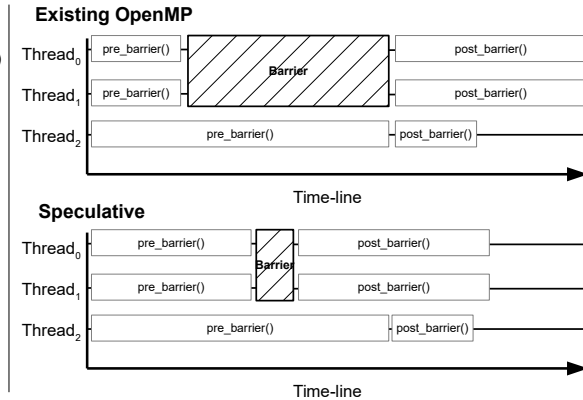 Existing OpenMP
)
Thread0 pre_barrier() post_barrier()
Barrier
Thread1 pre_barrier() post_barrier()
Thread2 pre_barrier() post_barrier()
Time-line
Speculative
Thread0 pre_barrier() post_barrier()
Barrier
Thread1 pre_barrier() post_barrier()
Thread2 pre_barrier() post_barrier()
Time-line